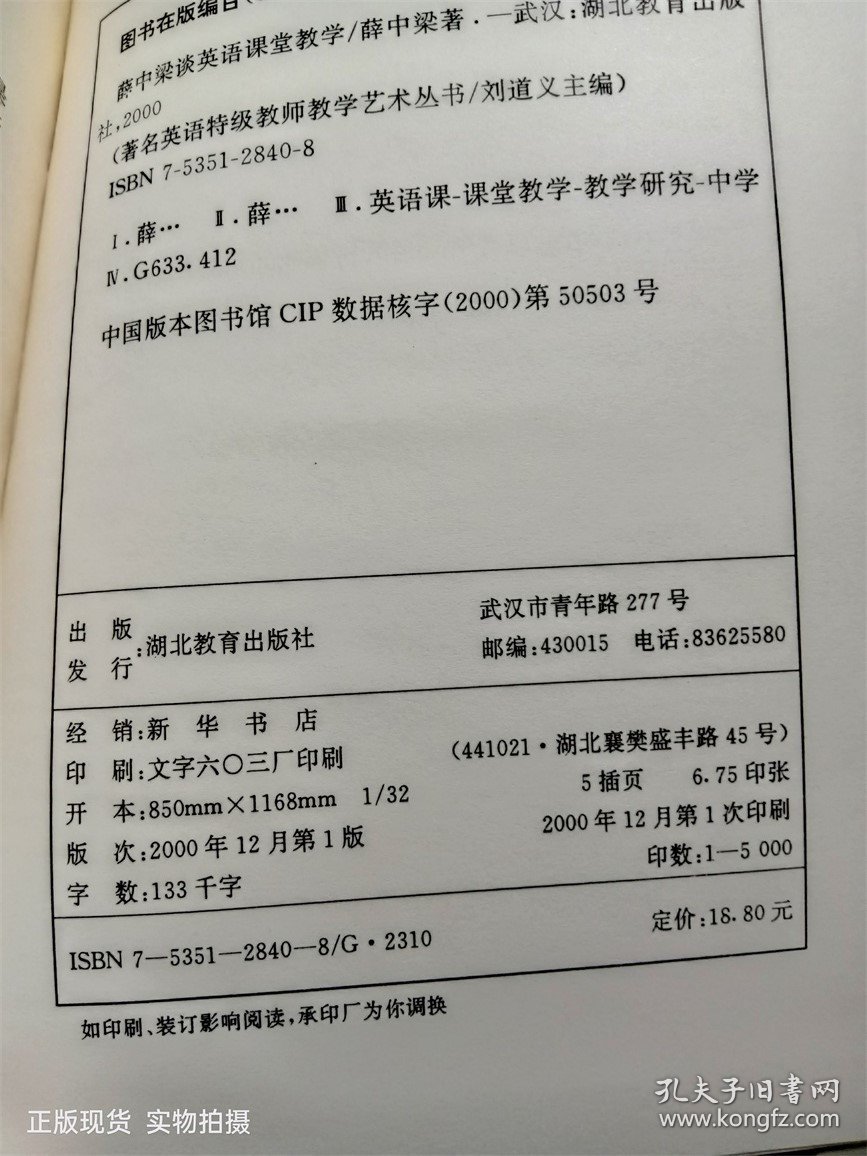 图书在版编目(
薛中梁谈英语课堂教学/薛中梁著.—武汉:湖北教育出版
社,2000
(著名英语特级教师教学艺术丛书/刘道义主编)
ISBN 7-5351-2840-8
Ⅰ.薛… Ⅱ.薛… Ⅲ.英语课-课堂教学-教学研究-中学
Ⅳ.G633.412
中国版本图书馆 CIP 数据核字(2000)第 50503 号
出 版
发 行 :湖北教育出版社
武汉市青年路 277 号
邮编:430015 电话:83625580
经 销:新 华 书 店
印 刷:文字六〇三厂印刷 (441021·湖北襄樊盛丰路 45 号)
开 本:850mm×1168mm 1/32 5 插页 6.75 印张
版 次:2000 年 12 月第 1 版 2000 年 12 月第 1 次印刷
字 数:133 千字 印数:1—5 000
ISBN 7—5351—2840—8/G·2310 定价:18.80 元
如印刷、装订影响阅读,承印厂为你调换
正版现货 实物拍摄
孔夫子旧书网
www.kongfz.com